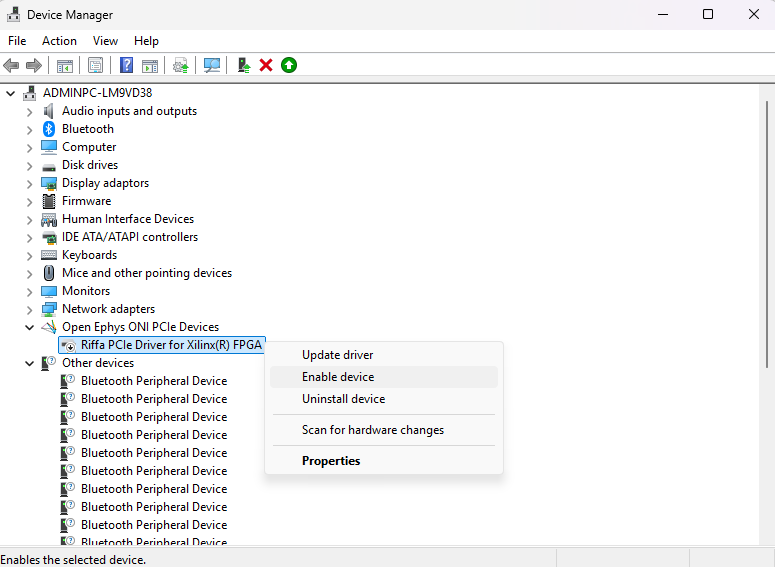 Device Manager
File Action View Help
ADMINPC-LM9VD38
Audio inputs and outputs
Bluetooth
Computer
Disk drives
Display adaptors
Firmware
Human Interface Devices
IDE ATA/ATAPI controllers
Keyboards
Mice and other pointing devices
Monitors
Network adapters
Open Ephys ONI PCIe Devices
Riffa PCIe Driver for Xilinx(R) FPGA
Update driver
Enable device
Uninstall device
Scan for hardware changes
Properties
Other devices
Bluetooth Peripheral Device
Bluetooth Peripheral Device
Bluetooth Peripheral Device
Bluetooth Peripheral Device
Bluetooth Peripheral Device
Bluetooth Peripheral Device
Bluetooth Peripheral Device
Bluetooth Peripheral Device
Bluetooth Peripheral Device
Bluetooth Peripheral Device
Enables the selected device.